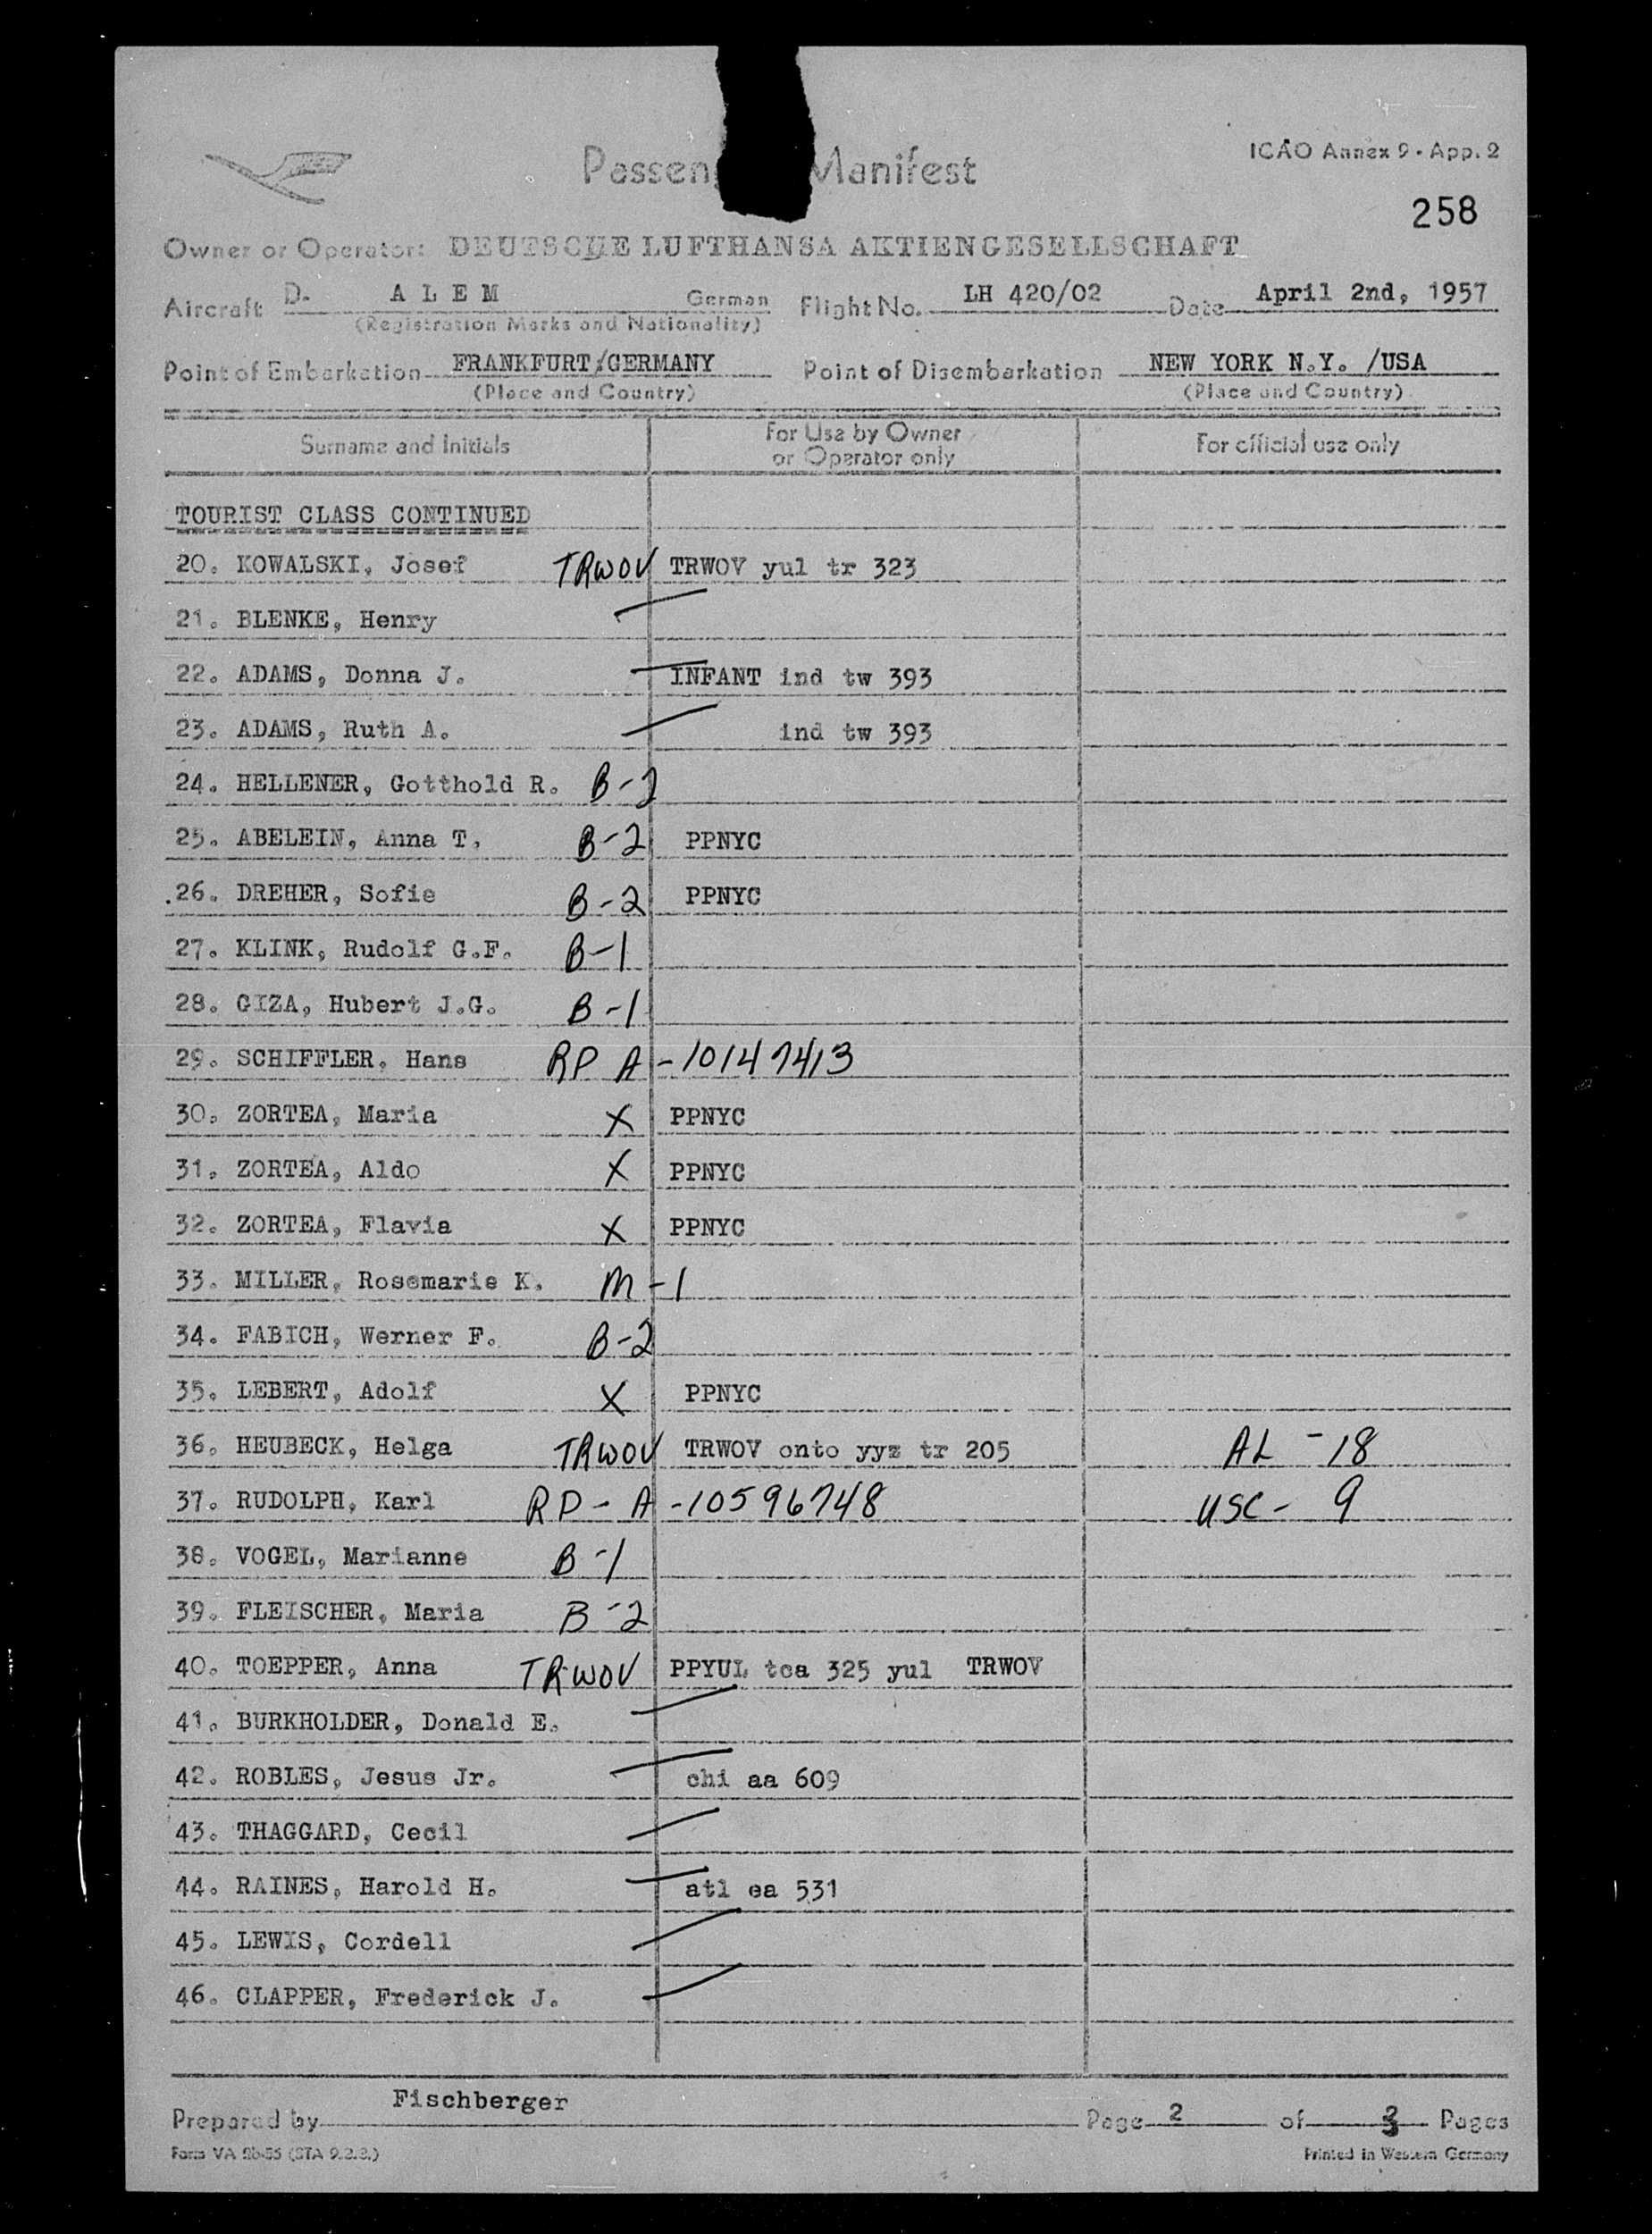 Passen Manifest
ICAO Annex 9 - App. 2
258
Owner or Operator: DEUTSCHE LUFTHANSA AKTIENGESELLSCHAFT
Aircraft D- A L E M German Flight No. LH 420/02 Date April 2nd, 1957
(Registration Marks and Nationality)
Point of Embarkation FRANKFURT/GERMANY Point of Disembarkation NEW YORK N.Y. /USA
(Place and Country) (Place and Country)
Surname and Initials For Use by Owner or Operator only For official use only
TOURIST CLASS CONTINUED
20. KOWALSKI, Josef TRWOV TRWOV yul tr 323
21. BLENKE, Henry
22. ADAMS, Donna J. INFANT ind tw 393
23. ADAMS, Ruth A. ind tw 393
24. HELLENER, Gotthold R. B-2
25. ABELEIN, Anna T. B-2 PPNYC
26. DREHER, Sofie B-2 PPNYC
27. KLINK, Rudolf G.F. B-1
28. GIZA, Hubert J.G. B-1
29. SCHIFFLER, Hans RP A-10147413
30. ZORTEA, Maria X PPNYC
31. ZORTEA, Aldo X PPNYC
32. ZORTEA, Flavia X PPNYC
33. MILLER, Rosemarie K. M-1
34. FABICH, Werner F. B-2
35. LEBERT, Adolf X PPNYC
36. HEUBECK, Helga TRWOV TRWOV onto yyz tr 205 AL - 18
37. RUDOLPH, Karl RP-A-10596748 USC- 9
38. VOGEL, Marianne B-1
39. FLEISCHER, Maria B-2
40. TOEPPER, Anna TRWOV PPYUL tca 325 yul TRWOV
41. BURKHOLDER, Donald E.
42. ROBLES, Jesus Jr. chi aa 609
43. THAGGARD, Cecil
44. RAINES, Harold H. atl ea 531
45. LEWIS, Cordell
46. CLAPPER, Frederick J.
Fischberger
Prepared by Page 2 of 3 Pages
Form VA 2b-55 (STA 9.2.2.) Printed in Western Germany